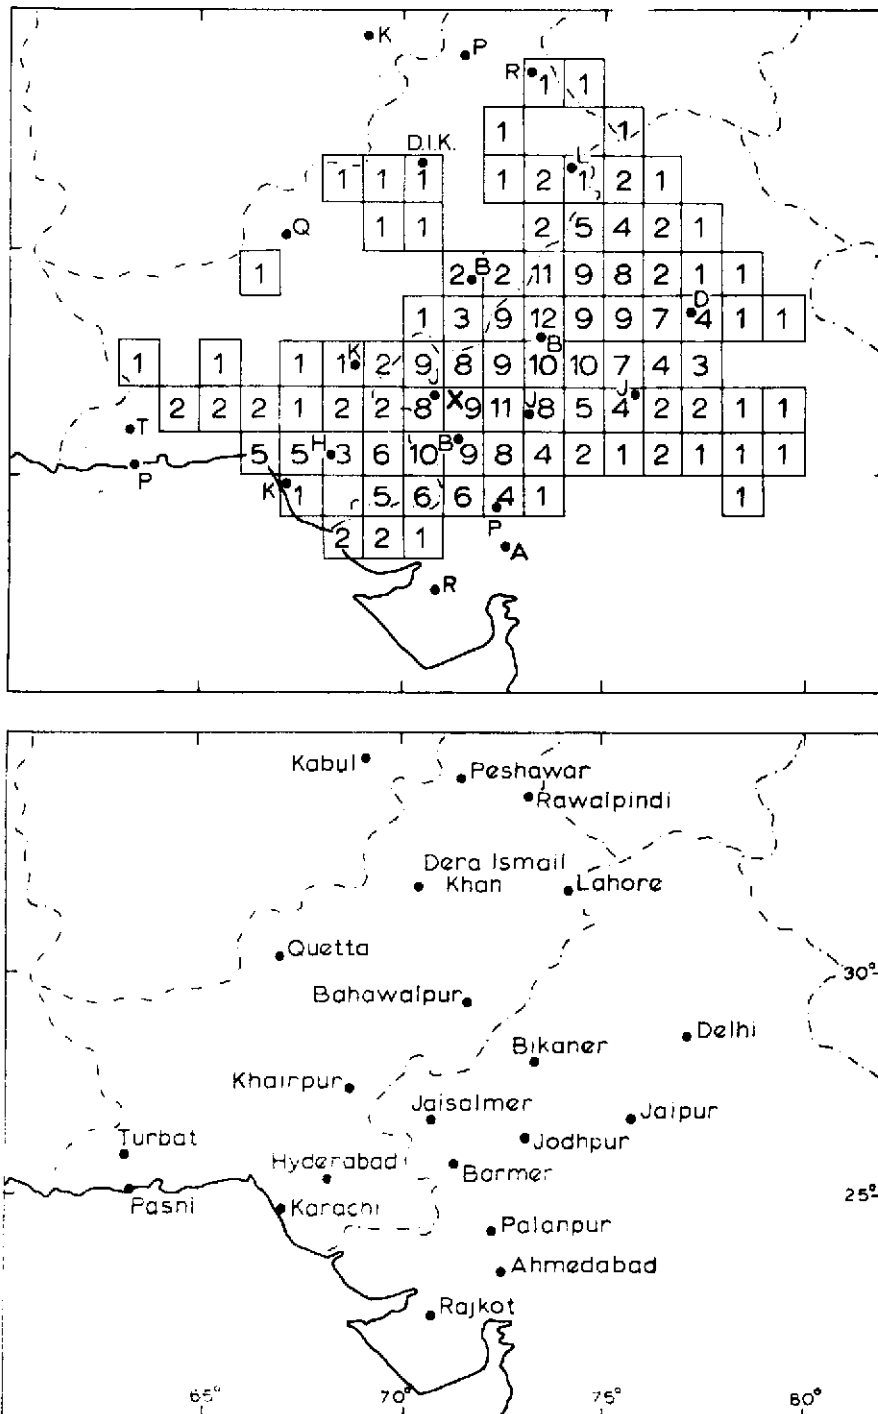 K
P
R 1 1
1 1
D.I.K. L
1 1 1 1 2 1 2 1
Q 1 1 2 5 4 2 1
1 2 B 2 11 9 8 2 1 1
D
1 3 9 12 9 9 7 4 1 1
B
1 1 1 1 K 2 9 8 9 10 10 7 4 3
J J
2 2 2 1 2 2 8 X 9 11 J 8 5 4 2 2 1 1
T
5 5 H 3 6 10 B 9 8 4 2 1 2 1 1 1
P
K 1 5 6 6 4 1 1
P
2 2 1 A
R
Kabul Peshawar
Rawalpindi
Dera Ismail
Khan Lahore
Quetta 30°
Bahawalpur
Delhi
Bikaner
Khairpur
Jaisalmer Jaipur
Turbat Jodhpur
Hyderabad Barmer
Pasni Karachi 25°
Palanpur
Ahmedabad
Rajkot
65° 70° 75° 80°